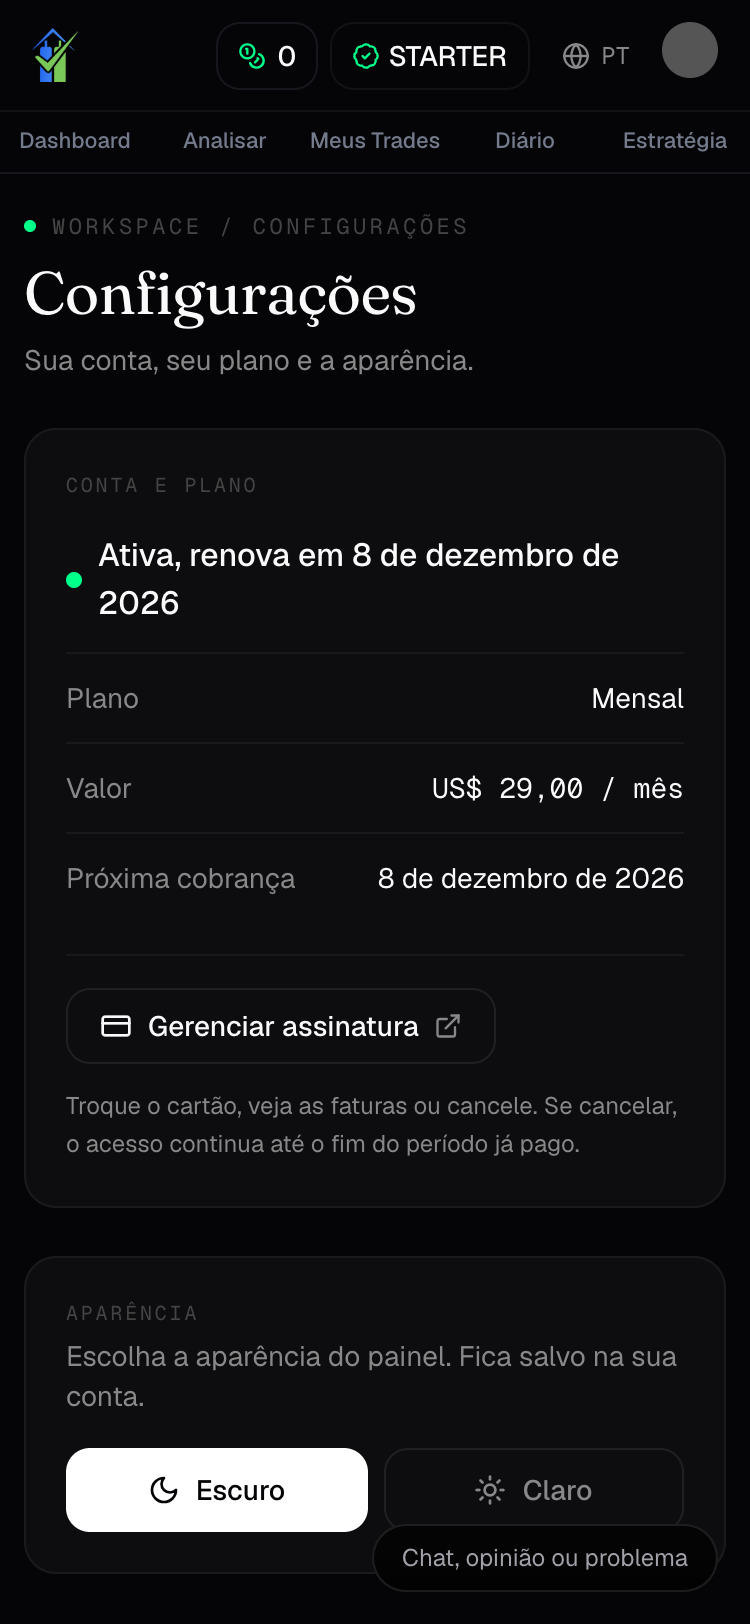 0
STARTER
PT
Dashboard Analisar Meus Trades Diário Estratégia
WORKSPACE / CONFIGURAÇÕES
Configurações
Sua conta, seu plano e a aparência.
CONTA E PLANO
Ativa, renova em 8 de dezembro de
2026
Plano Mensal
Valor US$ 29,00 / mês
Próxima cobrança 8 de dezembro de 2026
Gerenciar assinatura
Troque o cartão, veja as faturas ou cancele. Se cancelar,
o acesso continua até o fim do período já pago.
APARÊNCIA
Escolha a aparência do painel. Fica salvo na sua
conta.
Escuro Claro
Chat, opinião ou problema